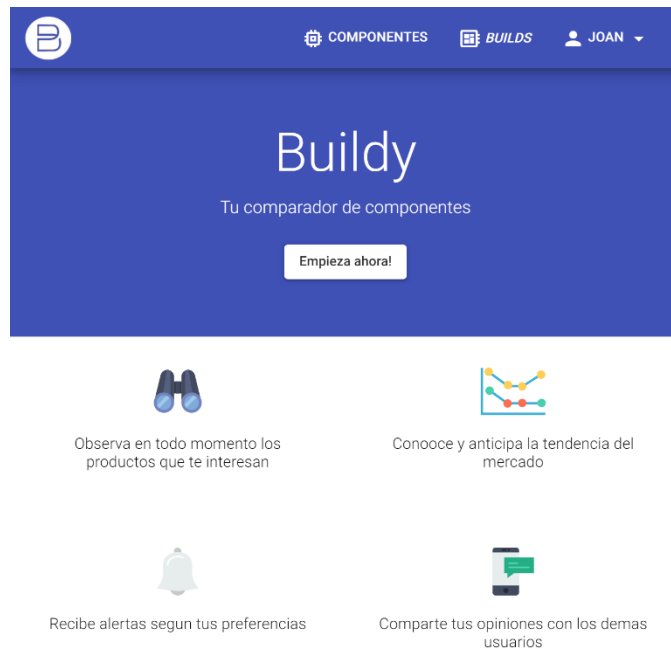 COMPONENTES BUILDS JOAN
Buildy
Tu comparador de componentes
Empieza ahora!
Observa en todo momento los
productos que te interesan
Conooce y anticipa la tendencia del
mercado
Recibe alertas segun tus preferencias
Comparte tus opiniones con los demas
usuarios